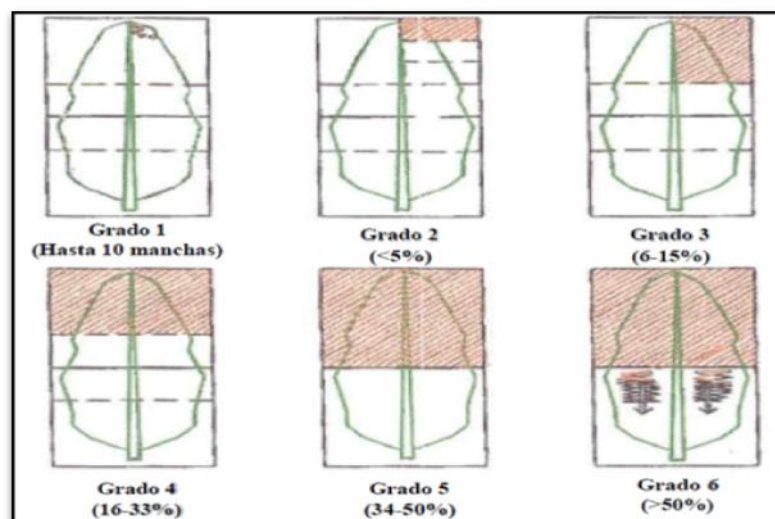 Grado 1
(Hasta 10 manchas)
Grado 2
(<5%)
Grado 3
(6-15%)
Grado 4
(16-33%)
Grado 5
(34-50%)
Grado 6
(>50%)